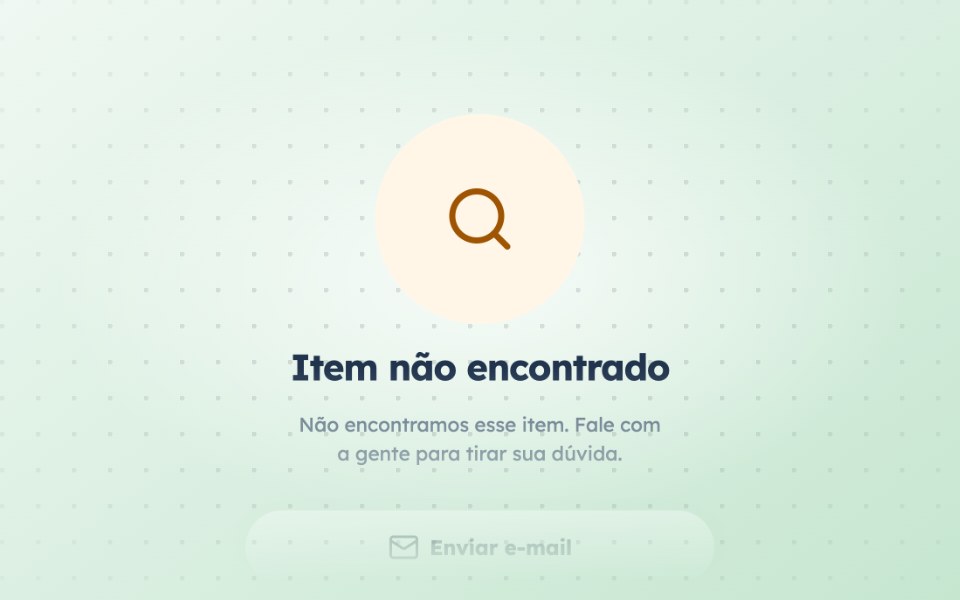 Item não encontrado
Não encontramos esse item. Fale com
a gente para tirar sua dúvida.
Enviar e-mail